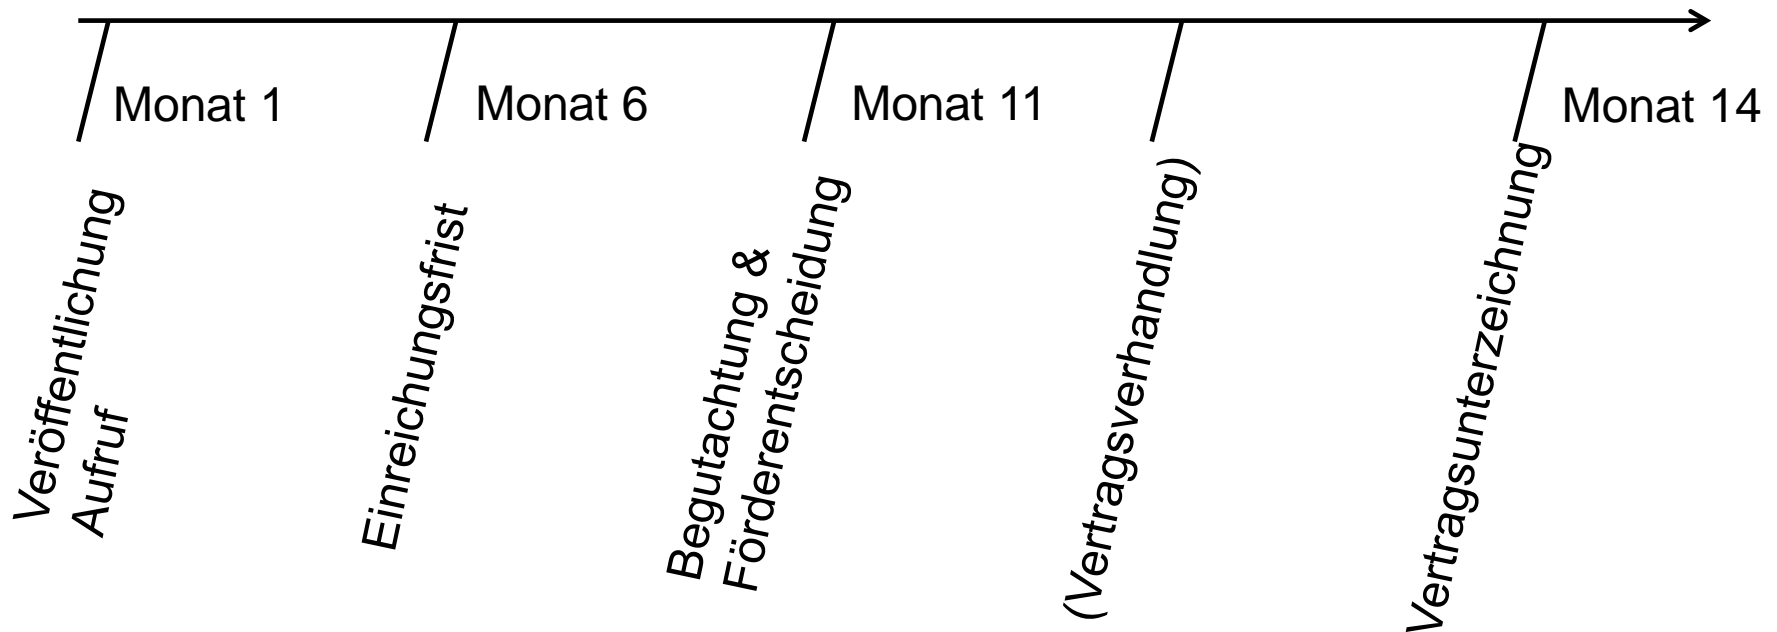 Monat 1
Monat 6
Monat 11
Monat 14
Veröffentlichung
Aufruf
Einreichungsfrist
Begutachtung &
Förderentscheidung
(Vertragsverhandlung)
Vertragsunterzeichnung